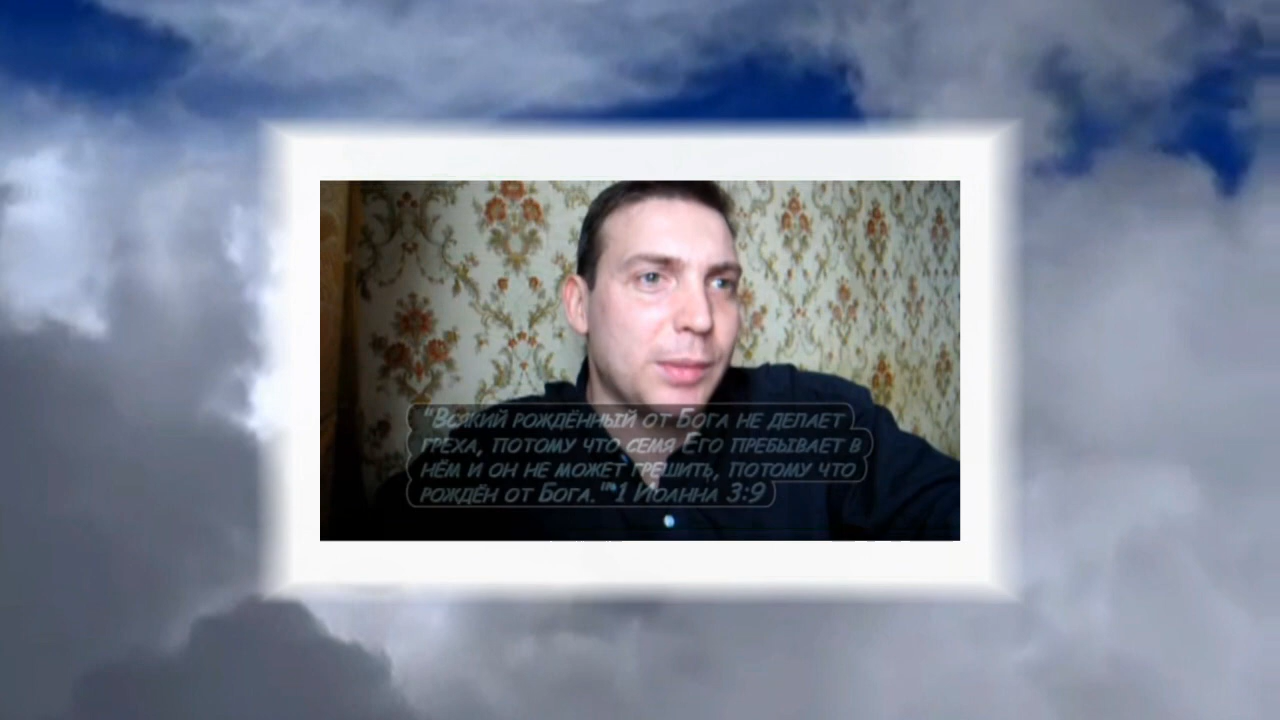 "Всякий рождённый от Бога не делает
греха, потому что семя Его пребывает в
нём и он не может грешить, потому что
рождён от Бога.""1 Иоанна 3:9